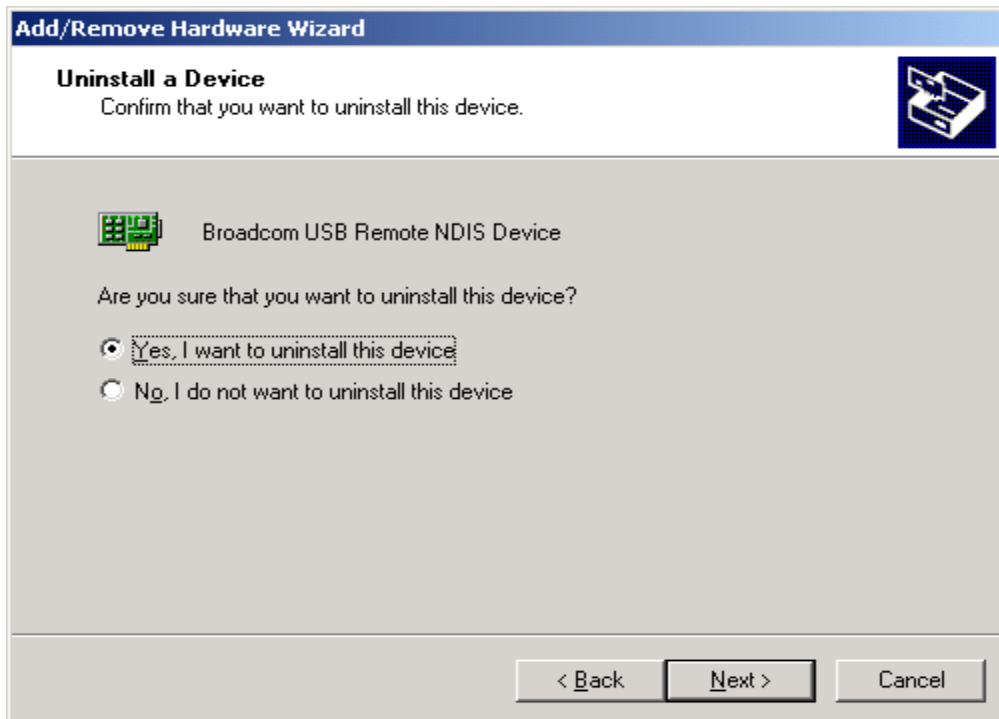 Add/Remove Hardware Wizard
Uninstall a Device
Confirm that you want to uninstall this device.
Broadcom USB Remote NDIS Device
Are you sure that you want to uninstall this device?
Yes, I want to uninstall this device
No, I do not want to uninstall this device
< Back Next > Cancel